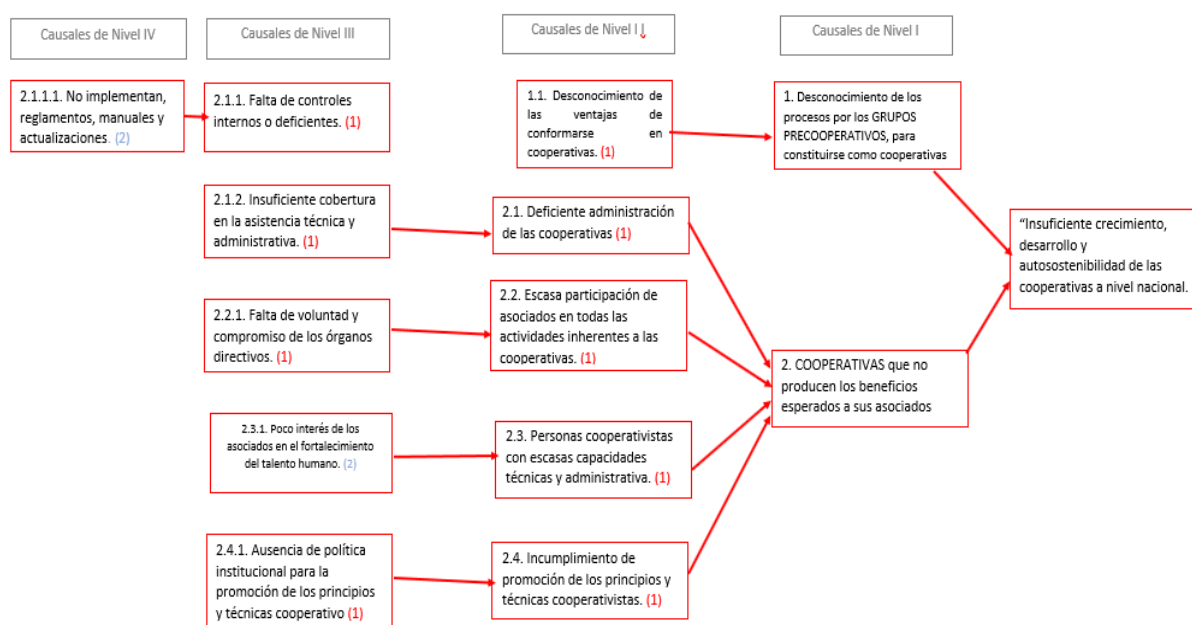 Causales de Nivel IV
Causales de Nivel III
Causales de Nivel I I
Causales de Nivel I
2.1.1.1. No implementan,
reglamentos, manuales y
actualizaciones. (2)
2.1.1. Falta de controles
internos o deficientes. (1)
1.1. Desconocimiento de
las ventajas de
conformarse en
cooperativas. (1)
1. Desconocimiento de los
procesos por los GRUPOS
PRECOOPERATIVOS, para
constituirse como cooperativas
2.1.2. Insuficiente cobertura
en la asistencia técnica y
administrativa. (1)
2.1. Deficiente administración
de las cooperativas (1)
“Insuficiente crecimiento,
desarrollo y
autosostenibilidad de las
cooperativas a nivel nacional.
2.2.1. Falta de voluntad y
compromiso de los órganos
directivos. (1)
2.2. Escasa participación de
asociados en todas las
actividades inherentes a las
cooperativas. (1)
2. COOPERATIVAS que no
producen los beneficios
esperados a sus asociados
2.3.1. Poco interés de los
asociados en el fortalecimiento
del talento humano. (2)
2.3. Personas cooperativistas
con escasas capacidades
técnicas y administrativa. (1)
2.4.1. Ausencia de política
institucional para la
promoción de los principios
y técnicas cooperativo (1)
2.4. Incumplimiento de
promoción de los principios y
técnicas cooperativistas. (1)